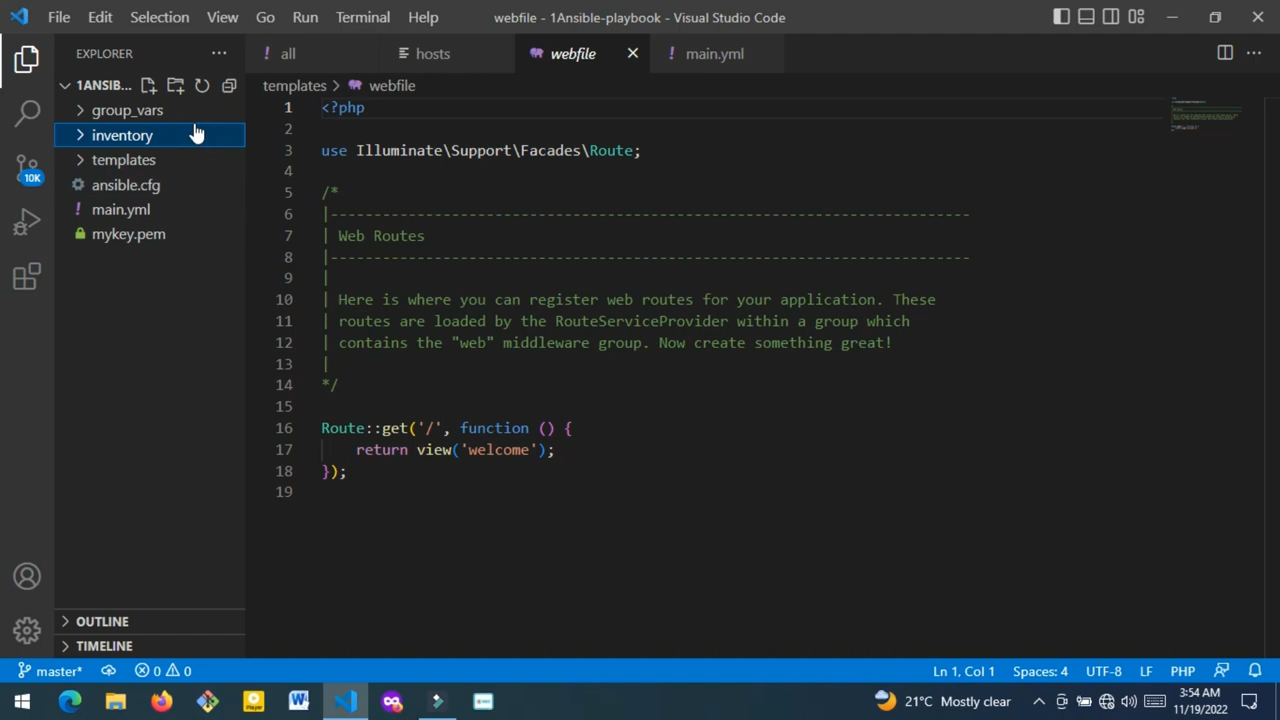 File Edit Selection View Go Run Terminal Help webfile - 1Ansible-playbook - Visual Studio Code
EXPLORER
all hosts webfile main.yml
1ANSIB...
templates > webfile
group_vars
inventory
templates
ansible.cfg
main.yml
mykey.pem
10K
1 <?php
2
3 use Illuminate\Support\Facades\Route;
4
5 /*
6 |--------------------------------------------------------------------------
7 | Web Routes
8 |--------------------------------------------------------------------------
9 |
10 | Here is where you can register web routes for your application. These
11 | routes are loaded by the RouteServiceProvider within a group which
12 | contains the "web" middleware group. Now create something great!
13 |
14 */
15
16 Route::get('/', function () {
17 return view('welcome');
18 });
19
OUTLINE
TIMELINE
master* 0 0 Ln 1, Col 1 Spaces: 4 UTF-8 LF PHP
21°C Mostly clear 3:54 AM
11/19/2022